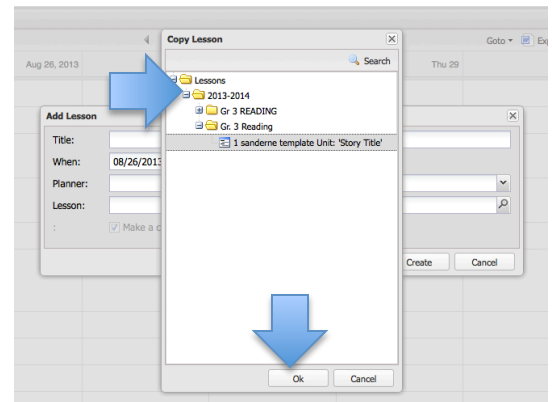 Copy Lesson
Goto
Exp
Search
Aug 26, 2013
Thu 29
Lessons
2013-2014
Gr 3 READING
Gr. 3 Reading
1 sanderne template Unit: 'Story Title'
Add Lesson
Title:
When: 08/26/2013
Planner:
Lesson:
: Make a c
Create Cancel
Ok Cancel